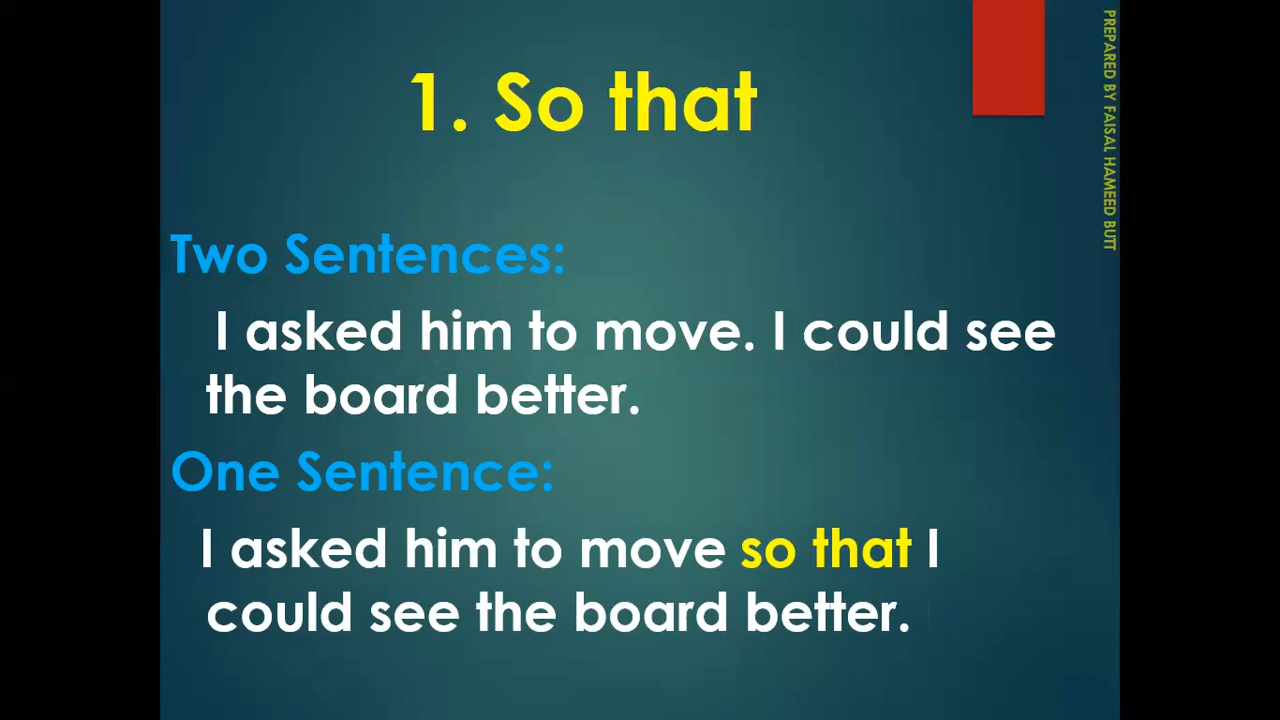 1. So that
Two Sentences:
I asked him to move. I could see
the board better.
One Sentence:
I asked him to move so that I
could see the board better.
PREPARED BY FAISAL HAMEED BUTT